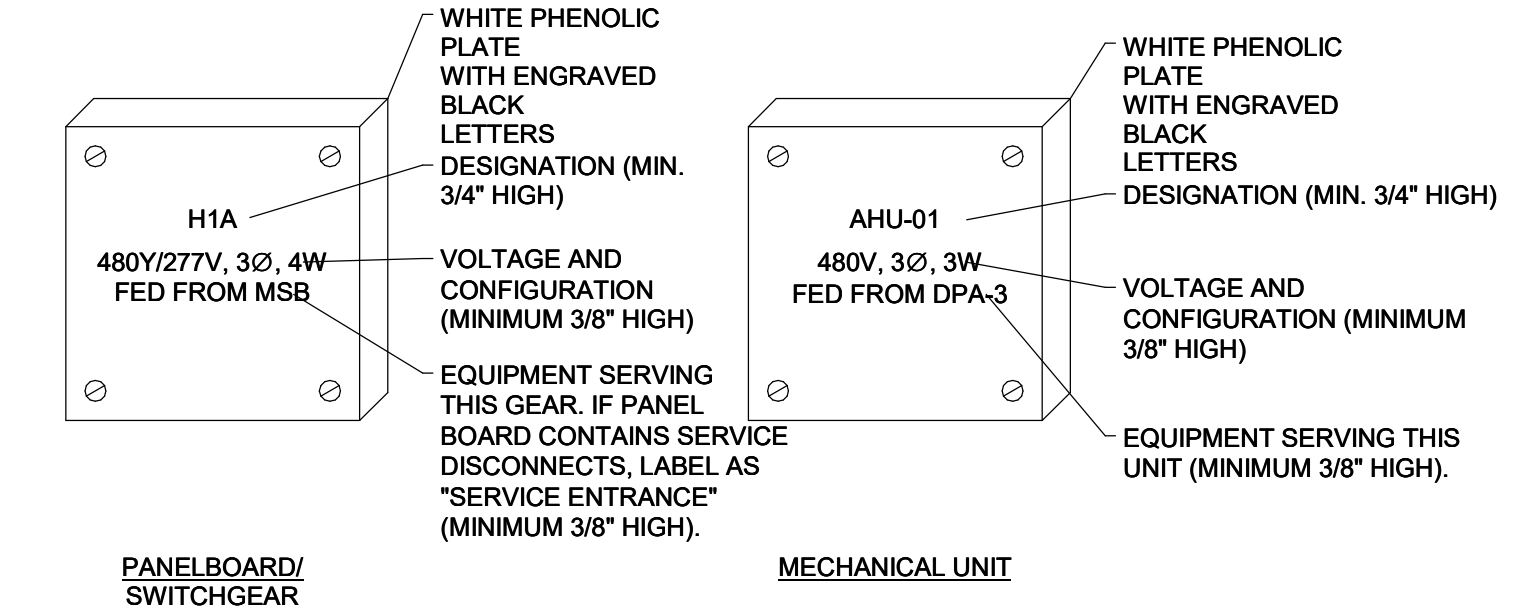 WHITE PHENOLIC
PLATE
WITH ENGRAVED
BLACK
LETTERS
DESIGNATION (MIN.
3/4" HIGH)
H1A
480Y/277V, 3Ø, 4W
FED FROM MSB
VOLTAGE AND
CONFIGURATION
(MINIMUM 3/8" HIGH)
EQUIPMENT SERVING
THIS GEAR. IF PANEL
BOARD CONTAINS SERVICE
DISCONNECTS, LABEL AS
"SERVICE ENTRANCE"
(MINIMUM 3/8" HIGH).
PANELBOARD/
SWITCHGEAR
WHITE PHENOLIC
PLATE
WITH ENGRAVED
BLACK
LETTERS
DESIGNATION (MIN. 3/4" HIGH)
AHU-01
480V, 3Ø, 3W
FED FROM DPA-3
VOLTAGE AND
CONFIGURATION (MINIMUM
3/8" HIGH)
EQUIPMENT SERVING THIS
UNIT (MINIMUM 3/8" HIGH).
MECHANICAL UNIT